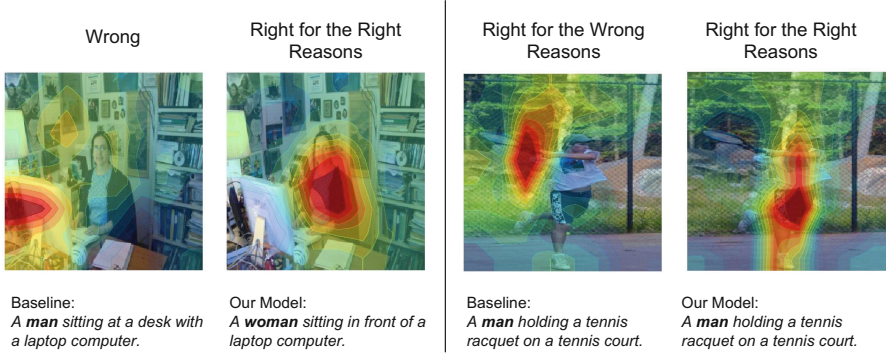 Wrong
Right for the Right
Reasons
Right for the Wrong
Reasons
Right for the Right
Reasons
Baseline:
A man sitting at a desk with
a laptop computer.
Our Model:
A woman sitting in front of a
laptop computer.
Baseline:
A man holding a tennis
racquet on a tennis court.
Our Model:
A man holding a tennis
racquet on a tennis court.